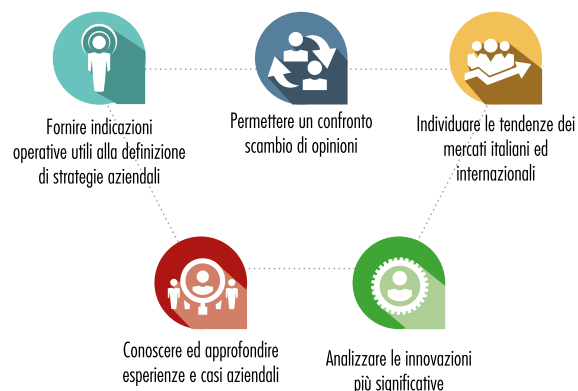 Fornire indicazioni
operative utili alla definizione
di strategie aziendali
Permettere un confronto
scambio di opinioni
Individuare le tendenze dei
mercati italiani ed
internazionali
Conoscere ed approfondire
esperienze e casi aziendali
Analizzare le innovazioni
più significative